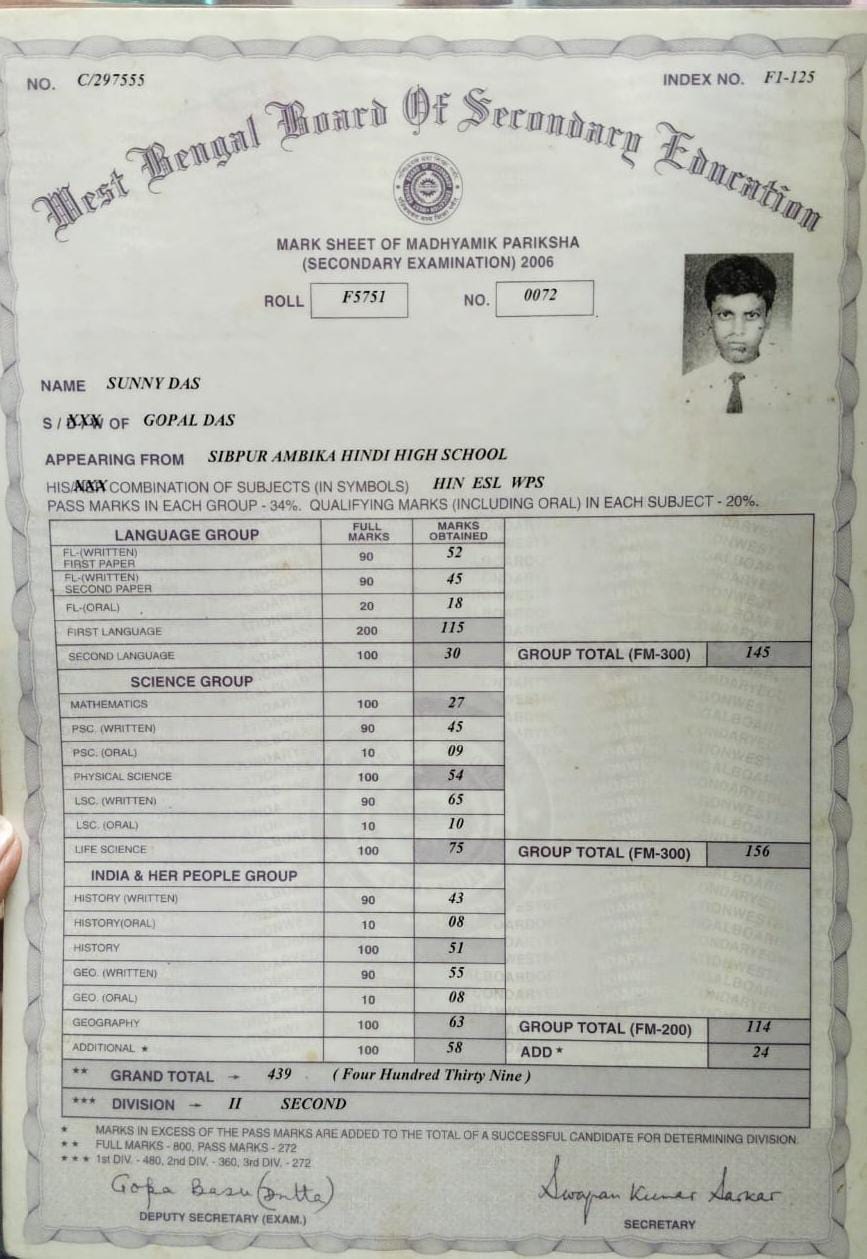 NO. C/297555 INDEX NO. F1-125
West Bengal Board Of Secondary Education
MARK SHEET OF MADHYAMIK PARIKSHA
(SECONDARY EXAMINATION) 2006
ROLL F5751 NO. 0072
NAME SUNNY DAS
S / XXX OF GOPAL DAS
APPEARING FROM SIBPUR AMBIKA HINDI HIGH SCHOOL
HIS/XXX COMBINATION OF SUBJECTS (IN SYMBOLS) HIN ESL WPS
PASS MARKS IN EACH GROUP - 34%. QUALIFYING MARKS (INCLUDING ORAL) IN EACH SUBJECT - 20%.
LANGUAGE GROUP FULL MARKS MARKS OBTAINED
FL-(WRITTEN) FIRST PAPER 90 52
FL-(WRITTEN) SECOND PAPER 90 45
FL-(ORAL) 20 18
FIRST LANGUAGE 200 115
SECOND LANGUAGE 100 30 GROUP TOTAL (FM-300) 145
SCIENCE GROUP
MATHEMATICS 100 27
PSC. (WRITTEN) 90 45
PSC. (ORAL) 10 09
PHYSICAL SCIENCE 100 54
LSC. (WRITTEN) 90 65
LSC. (ORAL) 10 10
LIFE SCIENCE 100 75 GROUP TOTAL (FM-300) 156
INDIA & HER PEOPLE GROUP
HISTORY (WRITTEN) 90 43
HISTORY(ORAL) 10 08
HISTORY 100 51
GEO. (WRITTEN) 90 55
GEO. (ORAL) 10 08
GEOGRAPHY 100 63 GROUP TOTAL (FM-200) 114
ADDITIONAL * 100 58 ADD * 24
** GRAND TOTAL → 439 ( Four Hundred Thirty Nine )
*** DIVISION → II SECOND
* MARKS IN EXCESS OF THE PASS MARKS ARE ADDED TO THE TOTAL OF A SUCCESSFUL CANDIDATE FOR DETERMINING DIVISION.
** FULL MARKS - 800, PASS MARKS - 272
*** 1st DIV. - 480, 2nd DIV. - 360, 3rd DIV. - 272
Gopa Basu (Dutta) Swapan Kumar Sarkar
DEPUTY SECRETARY (EXAM.) SECRETARY